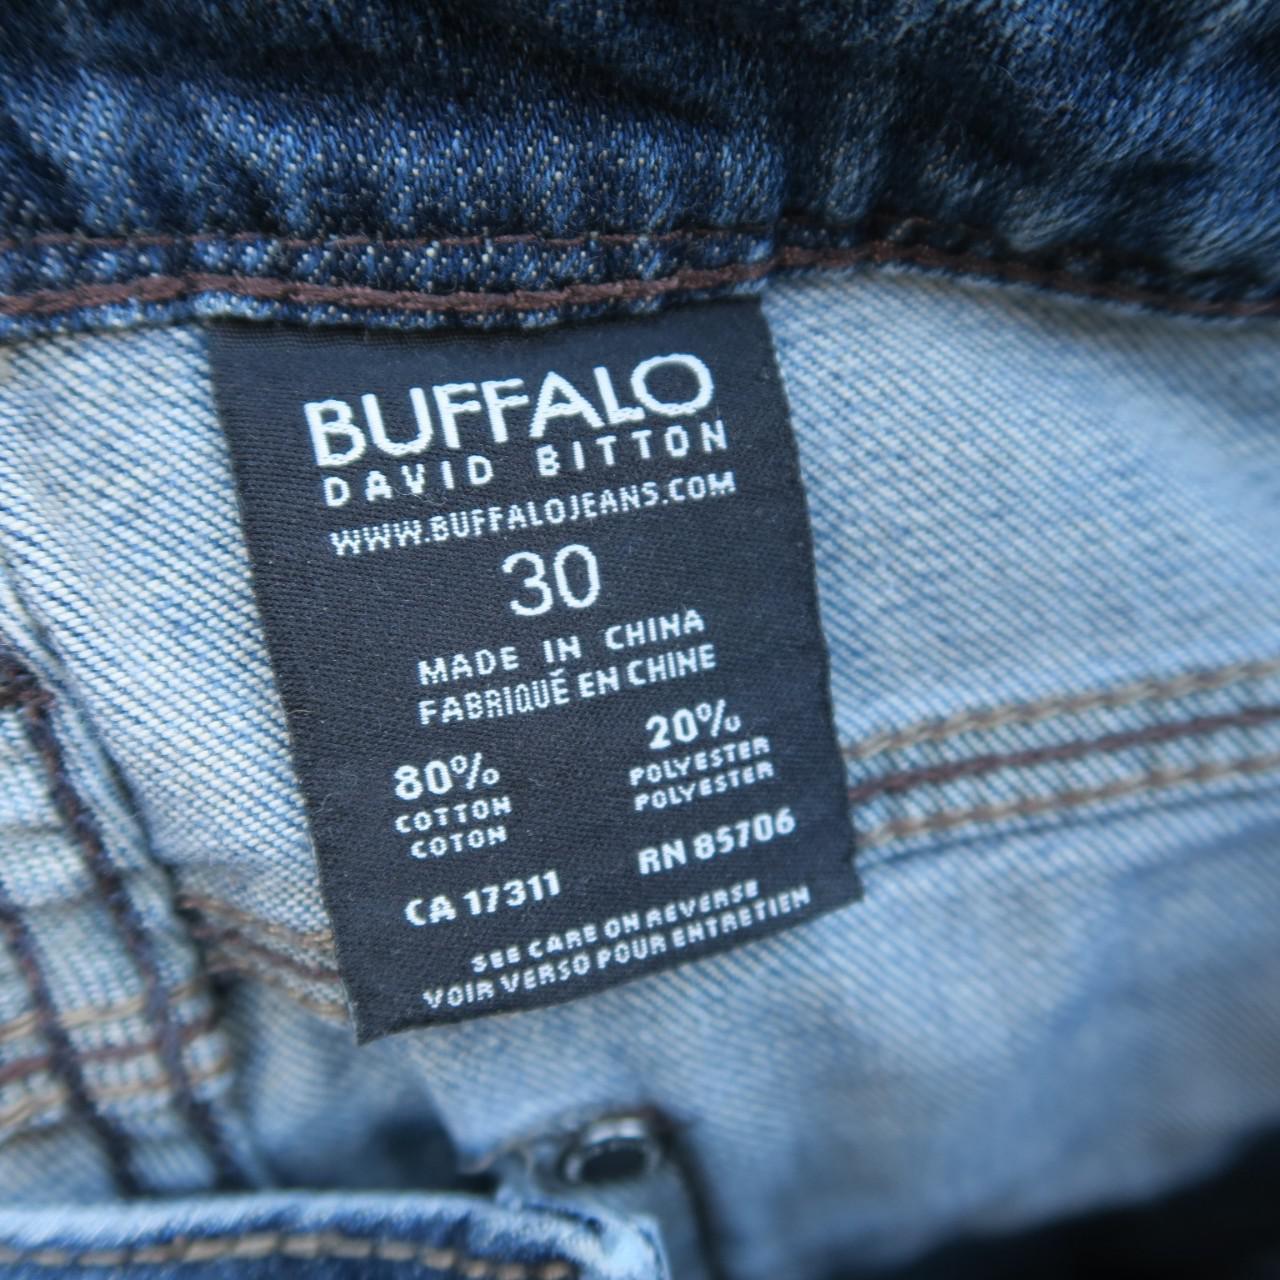 BUFFALO
DAVID BITTON
WWW.BUFFALOJEANS.COM
30
MADE IN CHINA
FABRIQUÉ EN CHINE
80%
COTTON
COTON
20%
POLYESTER
POLYESTER
CA 17311
RN 85706
SEE CARE ON REVERSE
VOIR VERSO POUR ENTRETIEN